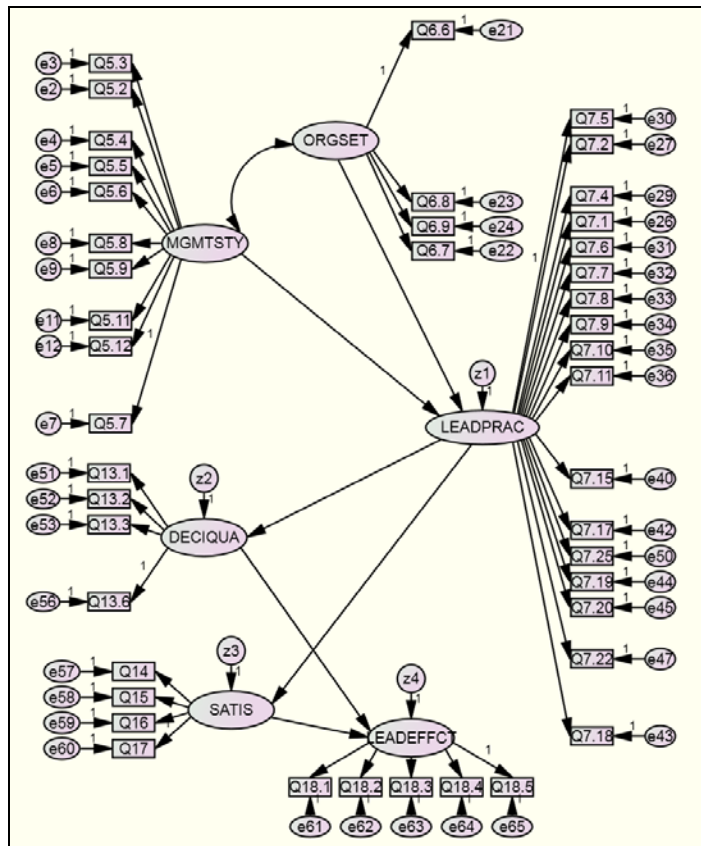 Q6.6 1 e21
1
ORGSET
Q6.8 1 e23
Q6.9 1 e24
Q6.7 1 e22
e3 1 Q5.3
e2 1 Q5.2
e4 1 Q5.4
e5 1 Q5.5
e6 1 Q5.6
e8 1 Q5.8
e9 1 Q5.9
e11 1 Q5.11
e12 1 Q5.12
1
e7 1 Q5.7
MGMTSTY
Q7.5 1 e30
Q7.2 1 e27
Q7.4 1 e29
Q7.1 1 e26
Q7.6 1 e31
Q7.7 1 e32
Q7.8 1 e33
Q7.9 1 e34
Q7.10 1 e35
Q7.11 1 e36
1
z1
1
LEADPRAC
Q7.15 1 e40
Q7.17 1 e42
Q7.25 1 e50
Q7.19 1 e44
Q7.20 1 e45
Q7.22 1 e47
Q7.18 1 e43
e51 1 Q13.1
e52 1 Q13.2
e53 1 Q13.3
e56 1 Q13.6
1
z2
1
DECIQUA
e57 1 Q14
e58 1 Q15
e59 1 Q16
e60 1 Q17
1
z3
1
SATIS
z4
1
LEADEFFCT
1
Q18.1 Q18.2 Q18.3 Q18.4 Q18.5
1 1 1 1 1
e61 e62 e63 e64 e65